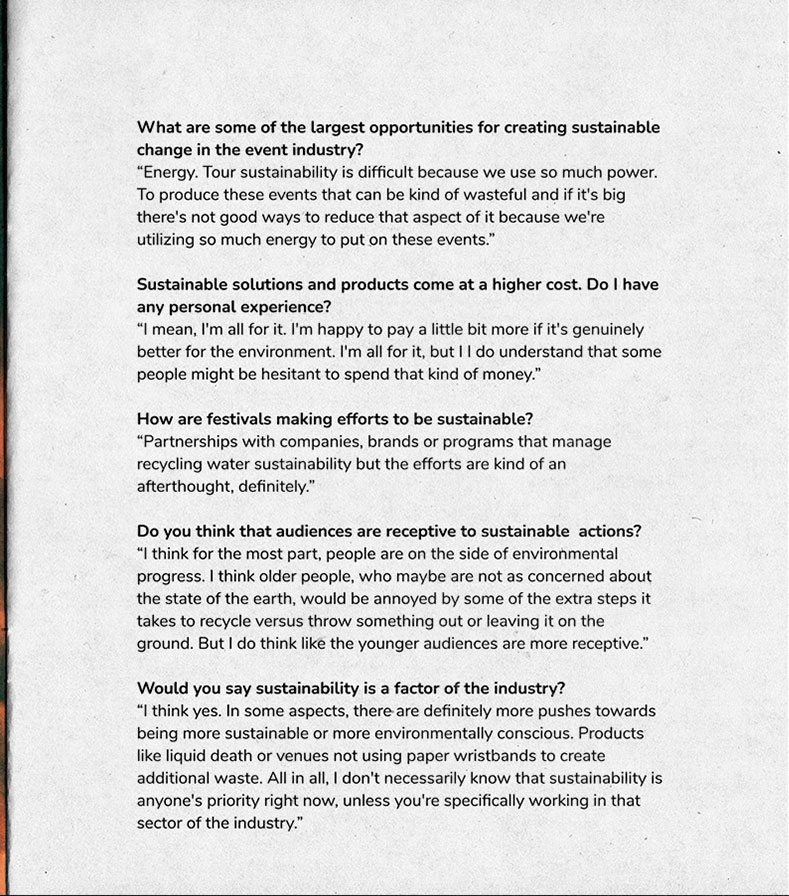 What are some of the largest opportunities for creating sustainable
change in the event industry?
“Energy. Tour sustainability is difficult because we use so much power.
To produce these events that can be kind of wasteful and if it's big
there's not good ways to reduce that aspect of it because we're
utilizing so much energy to put on these events.”
Sustainable solutions and products come at a higher cost. Do I have
any personal experience?
“I mean, I'm all for it. I'm happy to pay a little bit more if it's genuinely
better for the environment. I'm all for it, but I I do understand that some
people might be hesitant to spend that kind of money.”
How are festivals making efforts to be sustainable?
“Partnerships with companies, brands or programs that manage
recycling water sustainability but the efforts are kind of an
afterthought, definitely.”
Do you think that audiences are receptive to sustainable  actions?
“I think for the most part, people are on the side of environmental
progress. I think older people, who maybe are not as concerned about
the state of the earth, would be annoyed by some of the extra steps it
takes to recycle versus throw something out or leaving it on the
ground. But I do think like the younger audiences are more receptive.”
Would you say sustainability is a factor of the industry?
“I think yes. In some aspects, there are definitely more pushes towards
being more sustainable or more environmentally conscious. Products
like liquid death or venues not using paper wristbands to create
additional waste. All in all, I don't necessarily know that sustainability is
anyone's priority right now, unless you're specifically working in that
sector of the industry.”